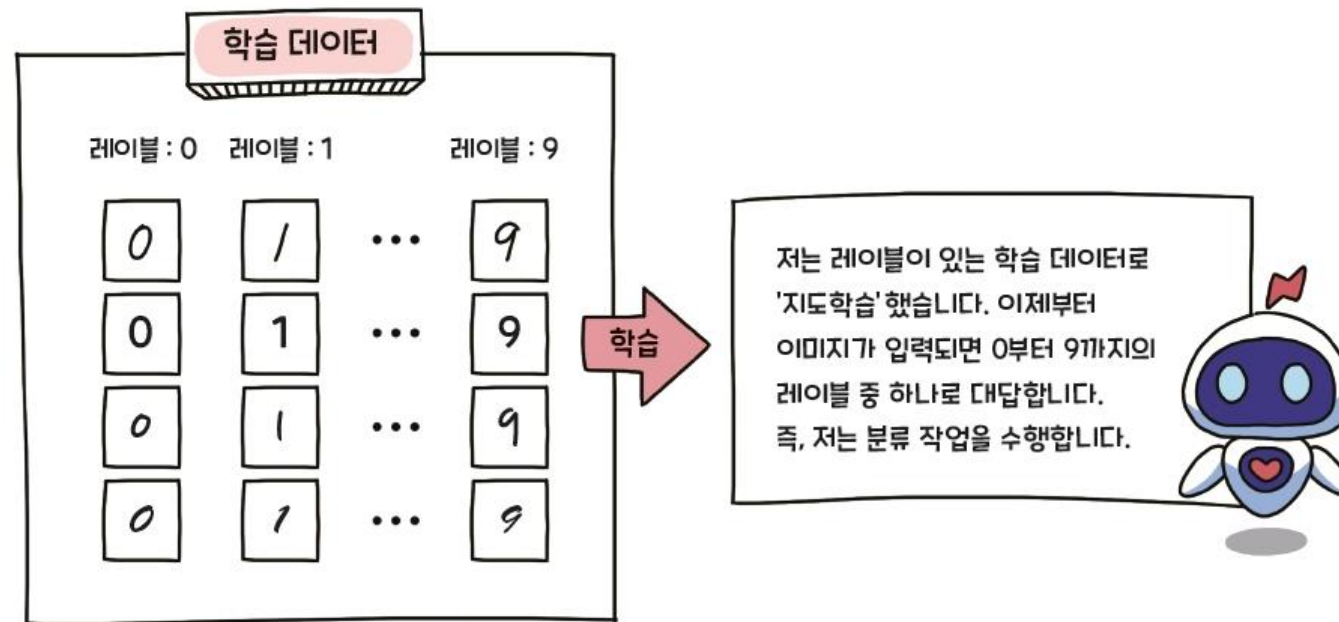 학습 데이터
레이블 : 0 레이블 : 1 레이블 : 9
0 / ... 9
0 1 ... 9
0 1 ... 9
0 1 ... 9
학습
저는 레이블이 있는 학습 데이터로
'지도학습'했습니다. 이제부터
이미지가 입력되면 0부터 9까지의
레이블 중 하나로 대답합니다.
즉, 저는 분류 작업을 수행합니다.